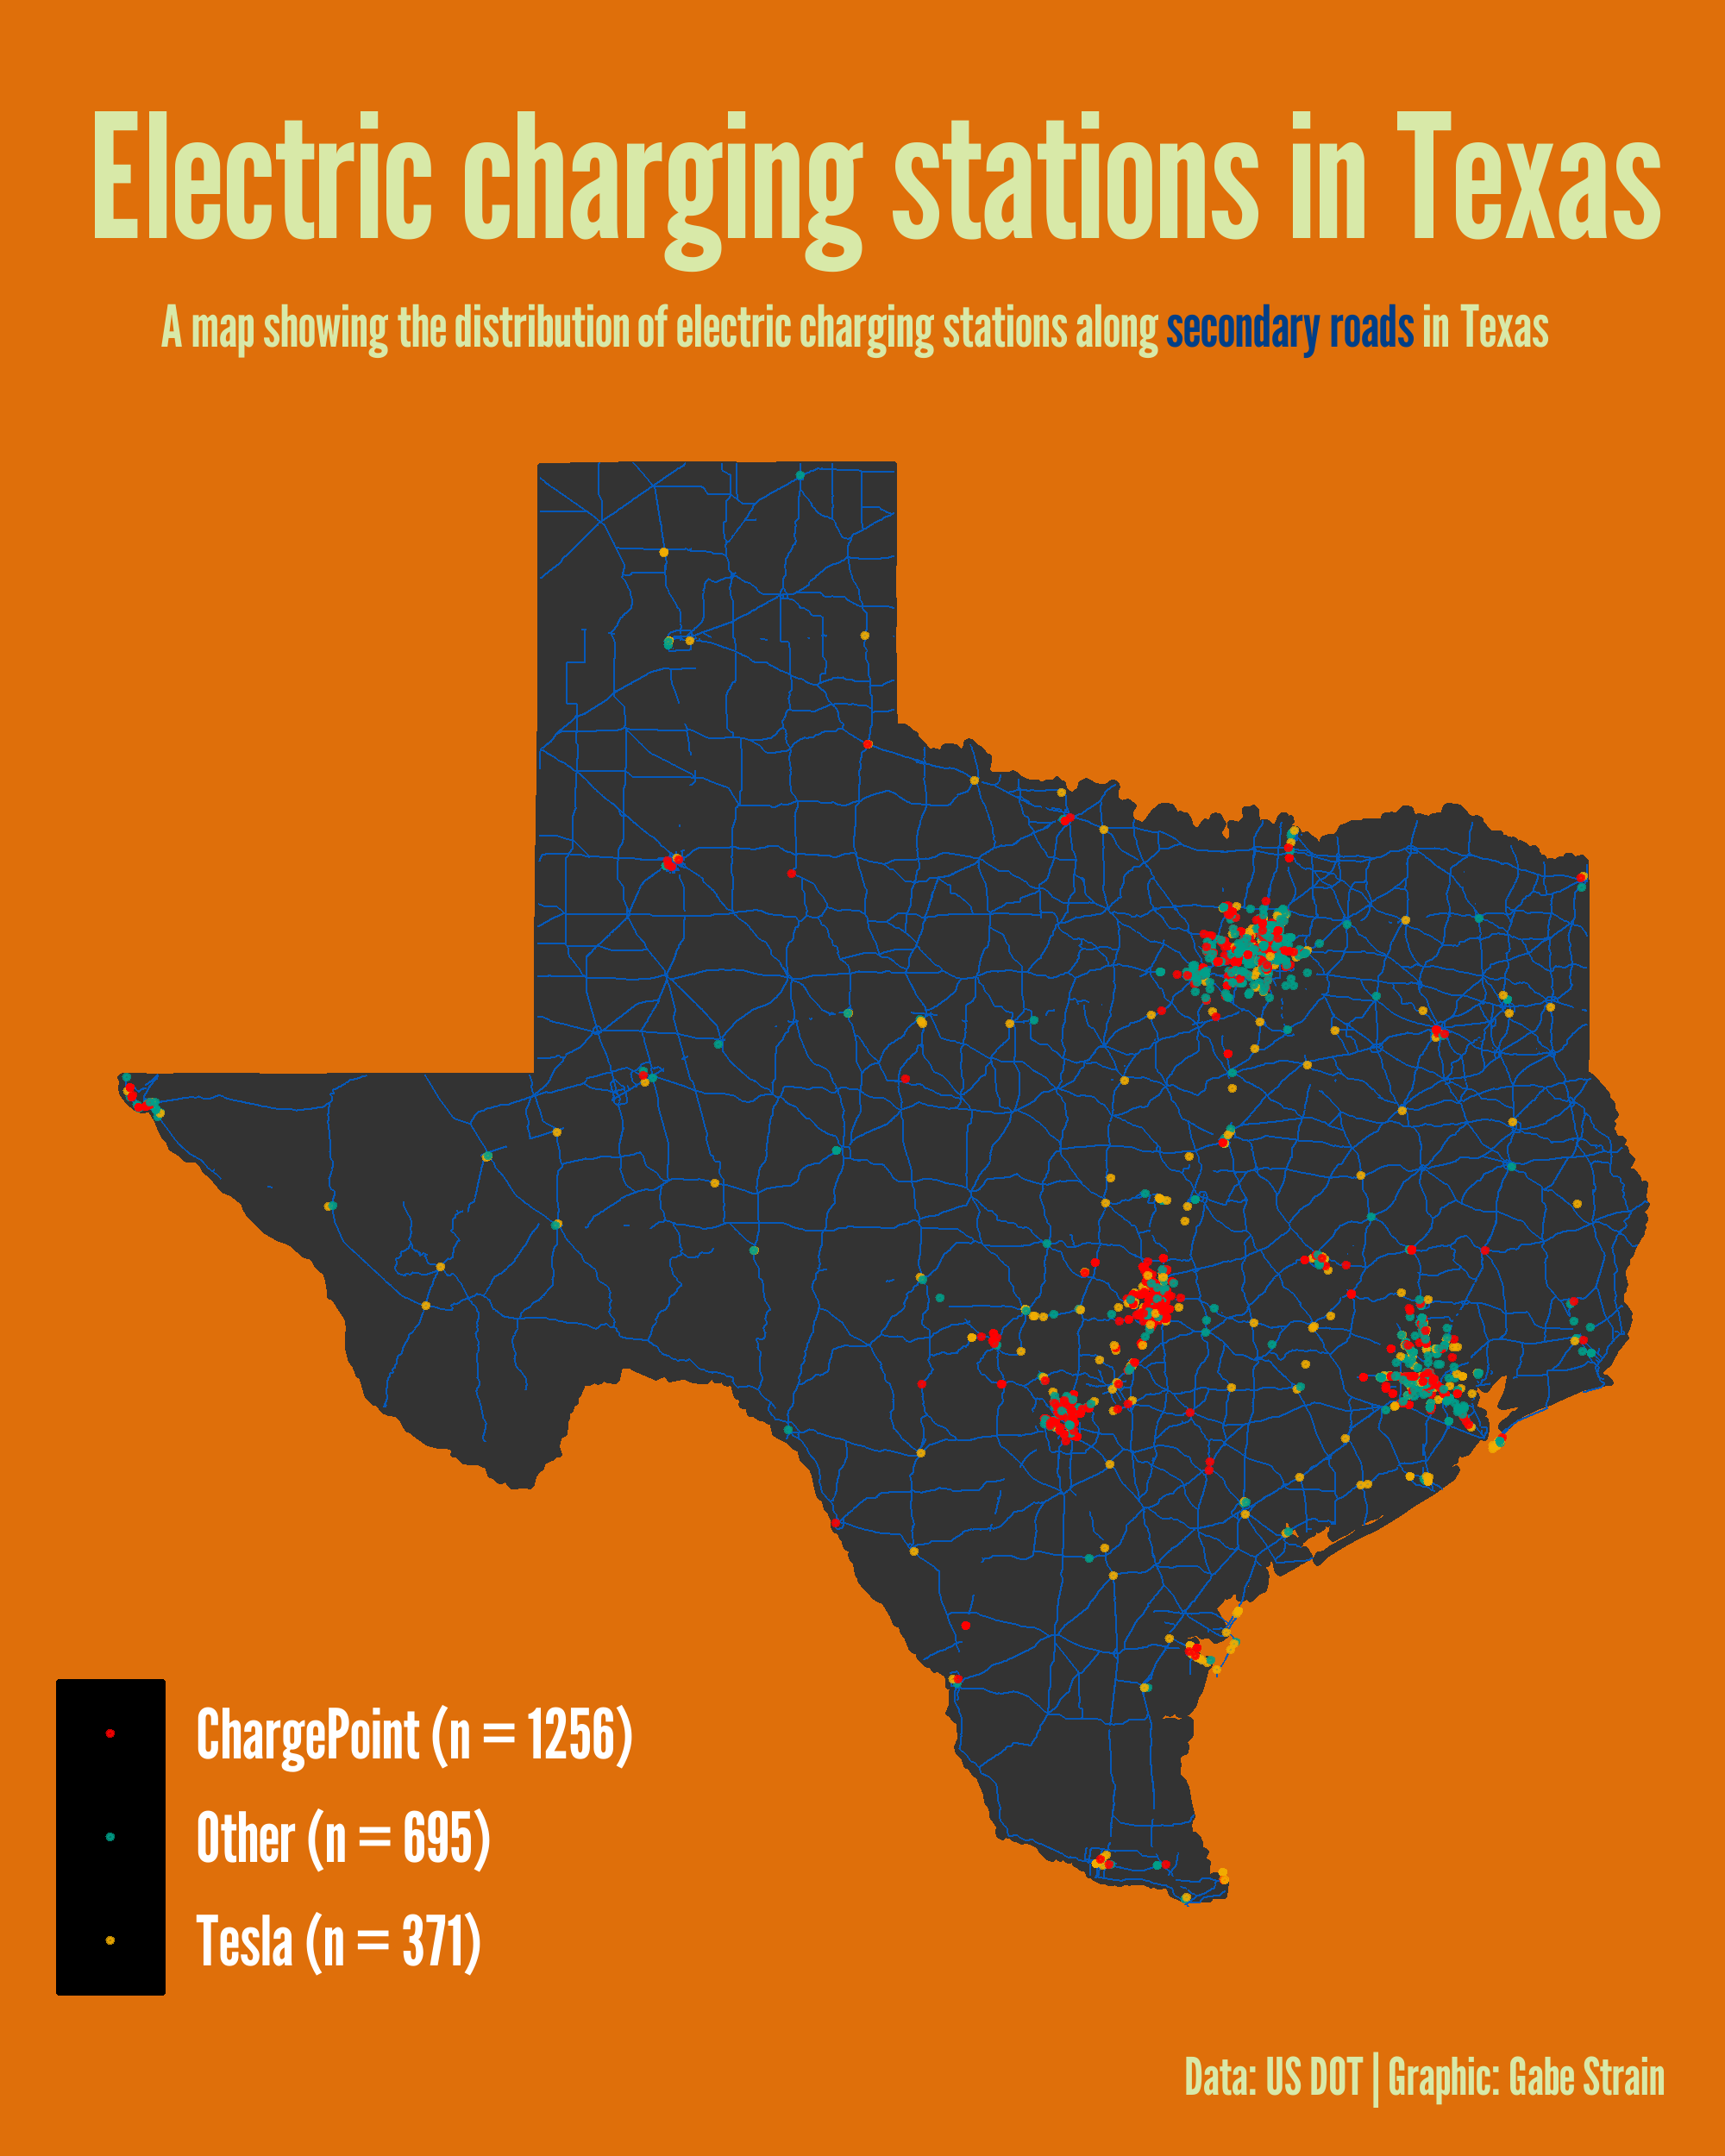 Electric charging stations in Texas
A map showing the distribution of electric charging stations along secondary roads in Texas
ChargePoint (n = 1256)
Other (n = 695)
Tesla (n = 371)
Data: US DOT | Graphic: Gabe Strain